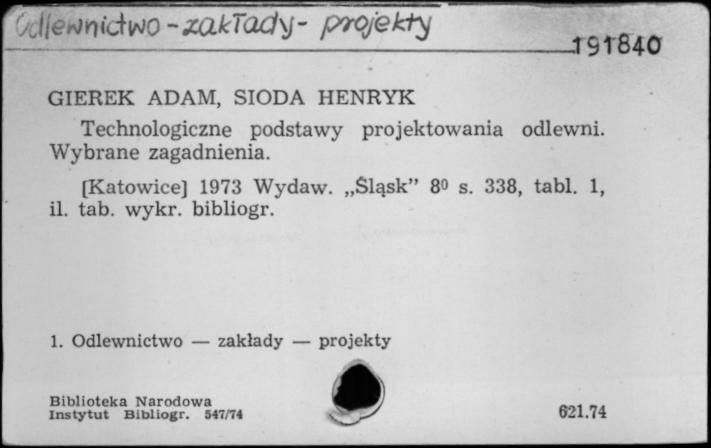 Odlewnictwo - zakłady - projekty
191840
GIEREK ADAM, SIODA HENRYK
Technologiczne podstawy projektowania odlewni.
Wybrane zagadnienia.
[Katowice] 1973 Wydaw. „Śląsk” 8⁰ s. 338, tabl. 1,
il. tab. wykr. bibliogr.
1. Odlewnictwo — zakłady — projekty
Biblioteka Narodowa
Instytut Bibliogr. 547/74
621.74